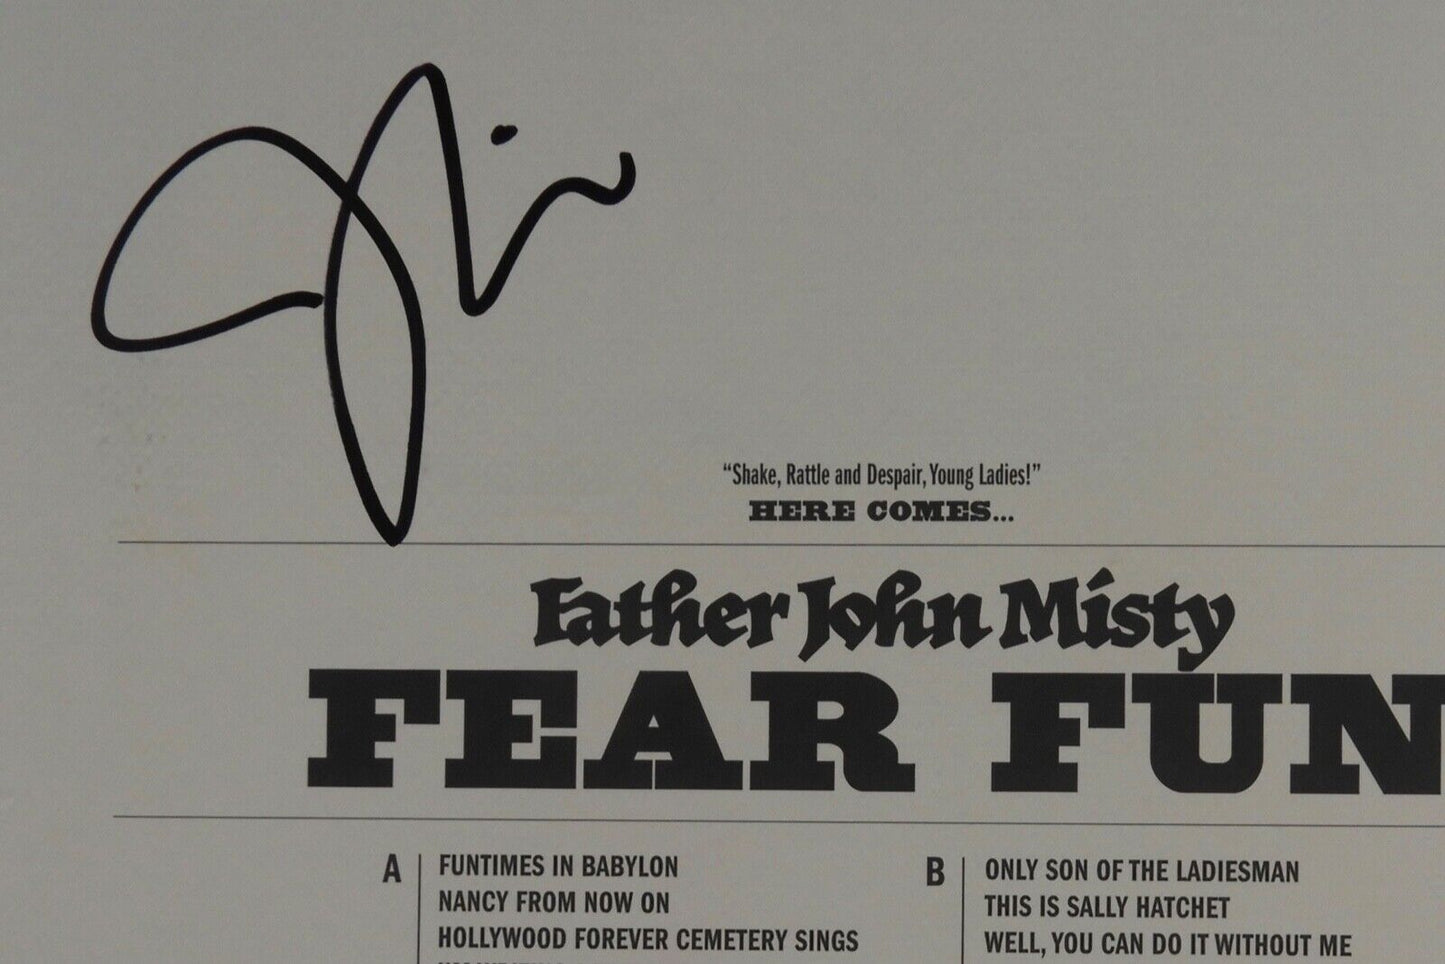 “Shake, Rattle and Despair, Young Ladies!”
HERE COMES...
Father John Misty
FEAR FUN
A
FUNTIMES IN BABYLON
NANCY FROM NOW ON
HOLLYWOOD FOREVER CEMETERY SINGS
B
ONLY SON OF THE LADIESMAN
THIS IS SALLY HATCHET
WELL, YOU CAN DO IT WITHOUT ME